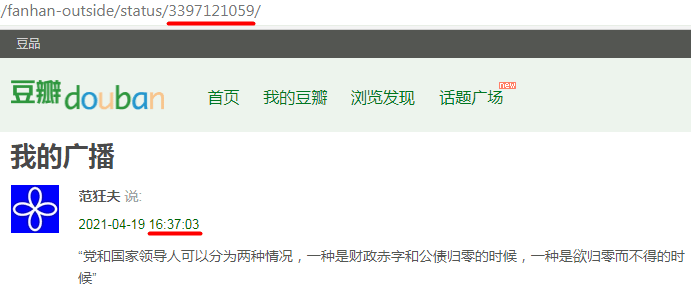 /fanhan-outside/status/3397121059/
豆品
豆瓣douban 首页 我的豆瓣 浏览发现 话题广场 new
我的广播
范狂夫 说:
2021-04-19 16:37:03
“党和国家领导人可以分为两种情况，一种是财政赤字和公债归零的时候，一种是欲归零而不得的时
候”